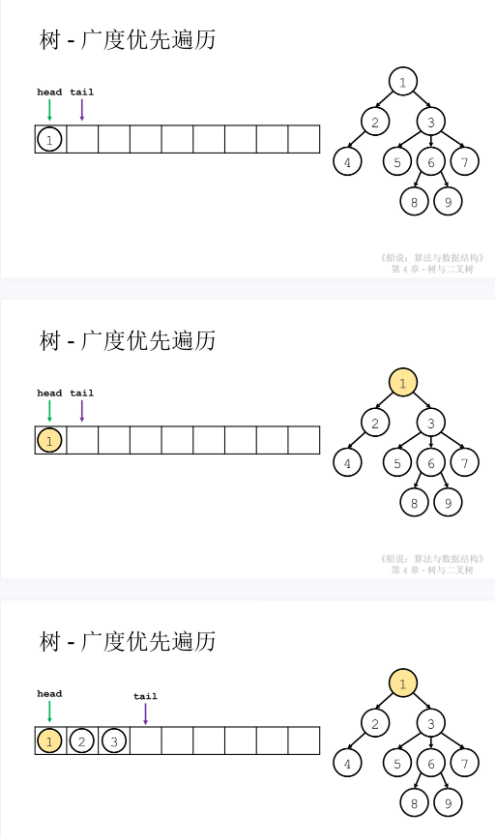 树 - 广度优先遍历
head tail
1
1
2 3
4 5 6 7
8 9
《船说：算法与数据结构》
第 4 章 - 树与二叉树
树 - 广度优先遍历
head tail
1
1
2 3
4 5 6 7
8 9
《船说：算法与数据结构》
第 4 章 - 树与二叉树
树 - 广度优先遍历
head tail
1 2 3
1
2 3
4 5 6 7
8 9